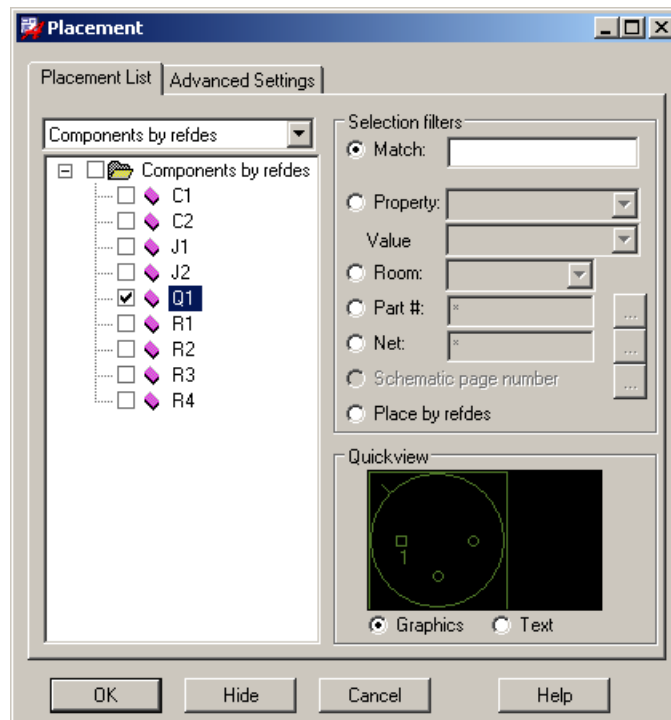 Placement
Placement List
Advanced Settings
Components by refdes
Components by refdes
C1
C2
J1
J2
Q1
R1
R2
R3
R4
Selection filters
Match:
Property:
Value
Room:
Part #: *
...
Net: *
...
Schematic page number
...
Place by refdes
Quickview
1
Graphics
Text
OK
Hide
Cancel
Help